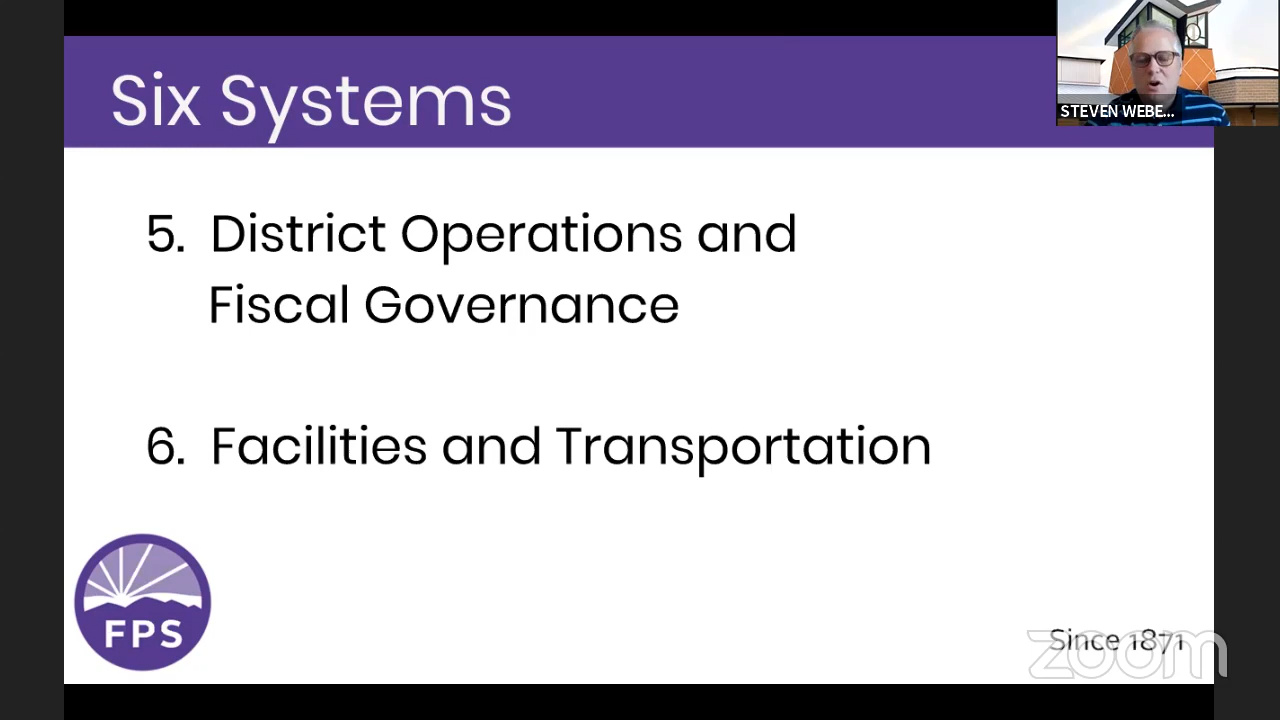 Six Systems
STEVEN WEBE...
5. District Operations and
Fiscal Governance
6. Facilities and Transportation
FPS
Since 1871
zoom